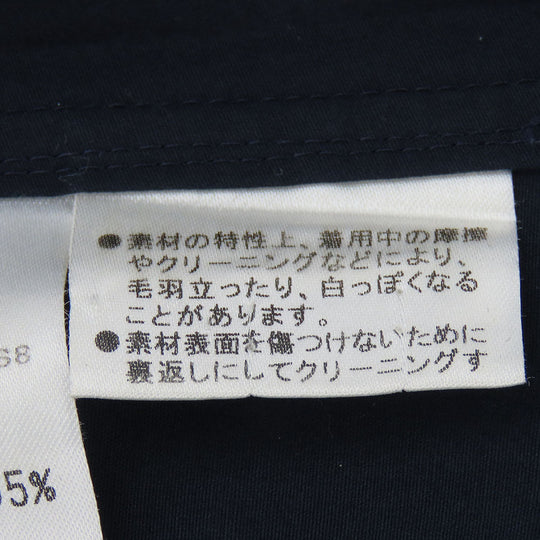 ●素材の特性上、着用中の摩擦
やクリーニングなどにより、
毛羽立ったり、白っぽくなる
ことがあります。
●素材表面を傷つけないために
裏返しにしてクリーニングす
S8
5%